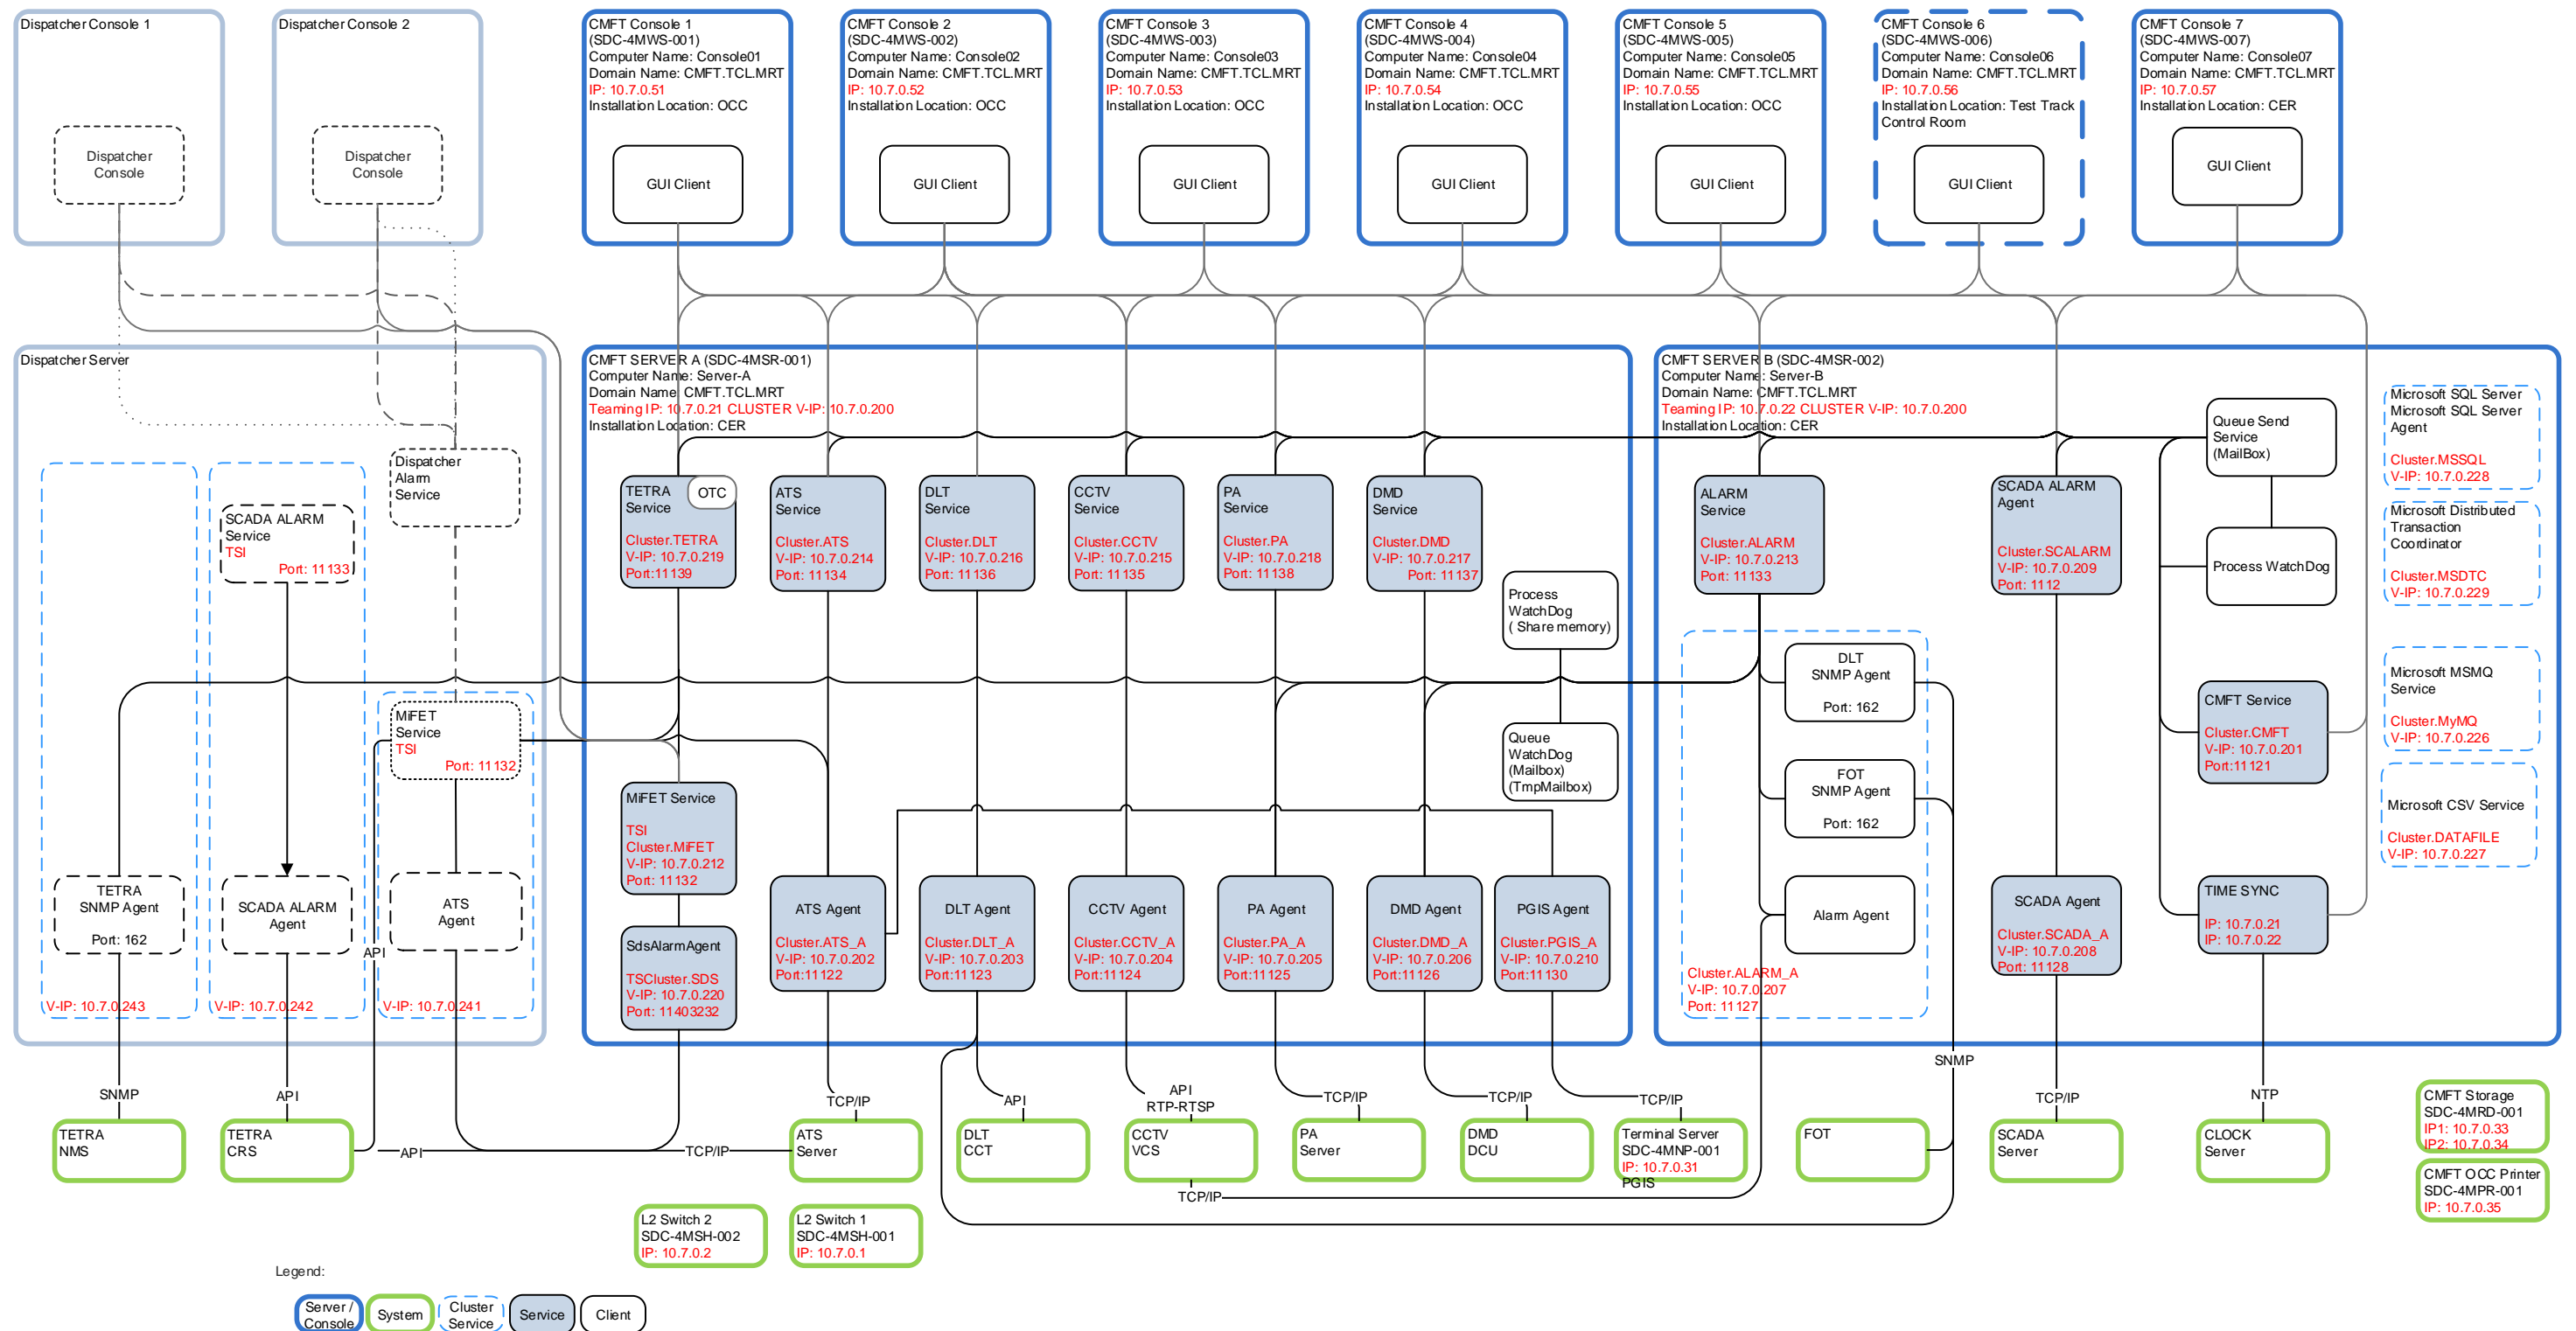 Dispatcher Console 1
Dispatcher
Console
Dispatcher Console 2
Dispatcher
Console
CMFT Console 1
(SDC-4MWS-001)
Computer Name: Console01
Domain Name: CMFT.TCL.MRT
IP: 10.7.0.51
Installation Location: OCC
GUI Client
CMFT Console 2
(SDC-4MWS-002)
Computer Name: Console02
Domain Name: CMFT.TCL.MRT
IP: 10.7.0.52
Installation Location: OCC
GUI Client
CMFT Console 3
(SDC-4MWS-003)
Computer Name: Console03
Domain Name: CMFT.TCL.MRT
IP: 10.7.0.53
Installation Location: OCC
GUI Client
CMFT Console 4
(SDC-4MWS-004)
Computer Name: Console04
Domain Name: CMFT.TCL.MRT
IP: 10.7.0.54
Installation Location: OCC
GUI Client
CMFT Console 5
(SDC-4MWS-005)
Computer Name: Console05
Domain Name: CMFT.TCL.MRT
IP: 10.7.0.55
Installation Location: OCC
GUI Client
CMFT Console 6
(SDC-4MWS-006)
Computer Name: Console06
Domain Name: CMFT.TCL.MRT
IP: 10.7.0.56
Installation Location: Test Track
Control Room
GUI Client
CMFT Console 7
(SDC-4MWS-007)
Computer Name: Console07
Domain Name: CMFT.TCL.MRT
IP: 10.7.0.57
Installation Location: CER
GUI Client
Dispatcher Server
Dispatcher
Alarm
Service
SCADA ALARM
Service
TSI
Port: 11133
MiFET
Service
TSI
Port: 11132
TETRA
SNMP Agent
Port: 162
SCADA ALARM
Agent
ATS
Agent
API
V-IP: 10.7.0.243
V-IP: 10.7.0.242
V-IP: 10.7.0.241
CMFT SERVER A (SDC-4MSR-001)
Computer Name: Server-A
Domain Name: CMFT.TCL.MRT
Teaming IP: 10.7.0.21 CLUSTER V-IP: 10.7.0.200
Installation Location: CER
TETRA
Service
OTC
Cluster.TETRA
V-IP: 10.7.0.219
Port:11139
ATS
Service
Cluster.ATS
V-IP: 10.7.0.214
Port: 11134
DLT
Service
Cluster.DLT
V-IP: 10.7.0.216
Port: 11136
CCTV
Service
Cluster.CCTV
V-IP: 10.7.0.215
Port: 11135
PA
Service
Cluster.PA
V-IP: 10.7.0.218
Port: 11138
DMD
Service
Cluster.DMD
V-IP: 10.7.0.217
Port: 11137
Process
WatchDog
( Share memory)
Queue
WatchDog
(Mailbox)
(TmpMailbox)
MiFET Service
TSI
Cluster.MiFET
V-IP: 10.7.0.212
Port: 11132
SdsAlarmAgent
TSCluster.SDS
V-IP: 10.7.0.220
Port: 11403232
ATS Agent
Cluster.ATS_A
V-IP: 10.7.0.202
Port:11122
DLT Agent
Cluster.DLT_A
V-IP: 10.7.0.203
Port:11123
CCTV Agent
Cluster.CCTV_A
V-IP: 10.7.0.204
Port:11124
PA Agent
Cluster.PA_A
V-IP: 10.7.0.205
Port:11125
DMD Agent
Cluster.DMD_A
V-IP: 10.7.0.206
Port:11126
PGIS Agent
Cluster.PGIS_A
V-IP: 10.7.0.210
Port:11130
CMFT SERVER B (SDC-4MSR-002)
Computer Name: Server-B
Domain Name: CMFT.TCL.MRT
Teaming IP: 10.7.0.22 CLUSTER V-IP: 10.7.0.200
Installation Location: CER
ALARM
Service
Cluster.ALARM
V-IP: 10.7.0.213
Port: 11133
SCADA ALARM
Agent
Cluster.SCALARM
V-IP: 10.7.0.209
Port: 1112
Queue Send
Service
(MailBox)
Process WatchDog
Microsoft SQL Server
Microsoft SQL Server
Agent
Cluster.MSSQL
V-IP: 10.7.0.228
Microsoft Distributed
Transaction
Coordinator
Cluster.MSDTC
V-IP: 10.7.0.229
Microsoft MSMQ
Service
Cluster.MyMQ
V-IP: 10.7.0.226
Microsoft CSV Service
Cluster.DATAFILE
V-IP: 10.7.0.227
DLT
SNMP Agent
Port: 162
FOT
SNMP Agent
Port: 162
Alarm Agent
Cluster.ALARM_A
V-IP: 10.7.0.207
Port: 11127
CMFT Service
Cluster.CMFT
V-IP: 10.7.0.201
Port:11121
SCADA Agent
Cluster.SCADA_A
V-IP: 10.7.0.208
Port: 11128
TIME SYNC
IP: 10.7.0.21
IP: 10.7.0.22
SNMP
API
API
TCP/IP
TCP/IP
API
API
RTP-RTSP
TCP/IP
TCP/IP
TCP/IP
TCP/IP
SNMP
TCP/IP
NTP
TETRA
NMS
TETRA
CRS
ATS
Server
DLT
CCT
CCTV
VCS
PA
Server
DMD
DCU
Terminal Server
SDC-4MNP-001
IP: 10.7.0.31
PGIS
FOT
SCADA
Server
CLOCK
Server
CMFT Storage
SDC-4MRD-001
IP1: 10.7.0.33
IP2: 10.7.0.34
CMFT OCC Printer
SDC-4MPR-001
IP: 10.7.0.35
L2 Switch 2
SDC-4MSH-002
IP: 10.7.0.2
L2 Switch 1
SDC-4MSH-001
IP: 10.7.0.1
Legend:
Server /
Console
System
Cluster
Service
Service
Client